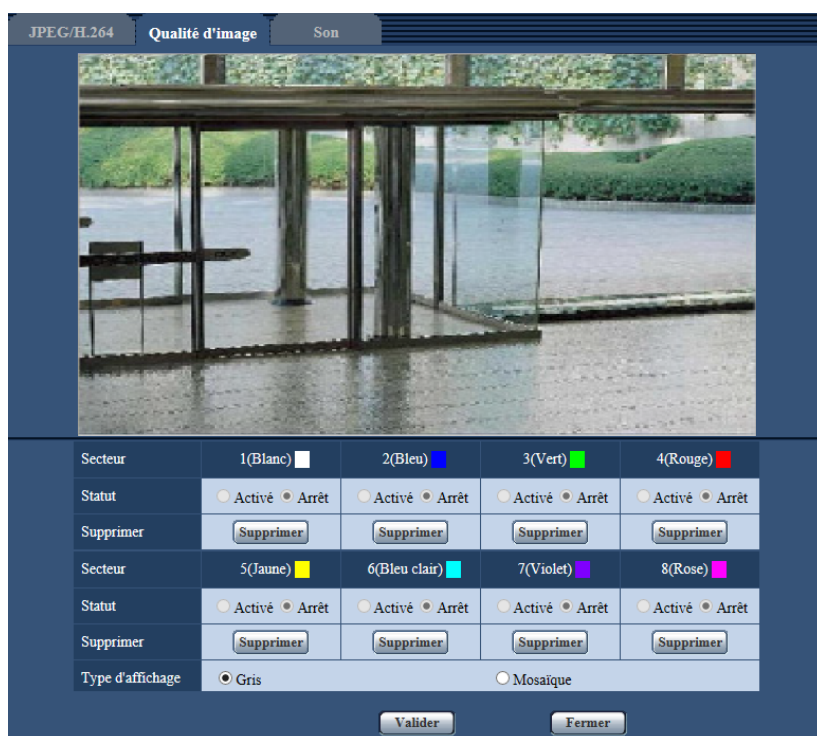 JPEG/H.264 Qualité d'image Son
Secteur 1(Blanc) 2(Bleu) 3(Vert) 4(Rouge)
Statut Activé Arrêt Activé Arrêt Activé Arrêt Activé Arrêt
Supprimer Supprimer Supprimer Supprimer Supprimer
Secteur 5(Jaune) 6(Bleu clair) 7(Violet) 8(Rose)
Statut Activé Arrêt Activé Arrêt Activé Arrêt Activé Arrêt
Supprimer Supprimer Supprimer Supprimer Supprimer
Type d'affichage Gris Mosaïque
Valider Fermer